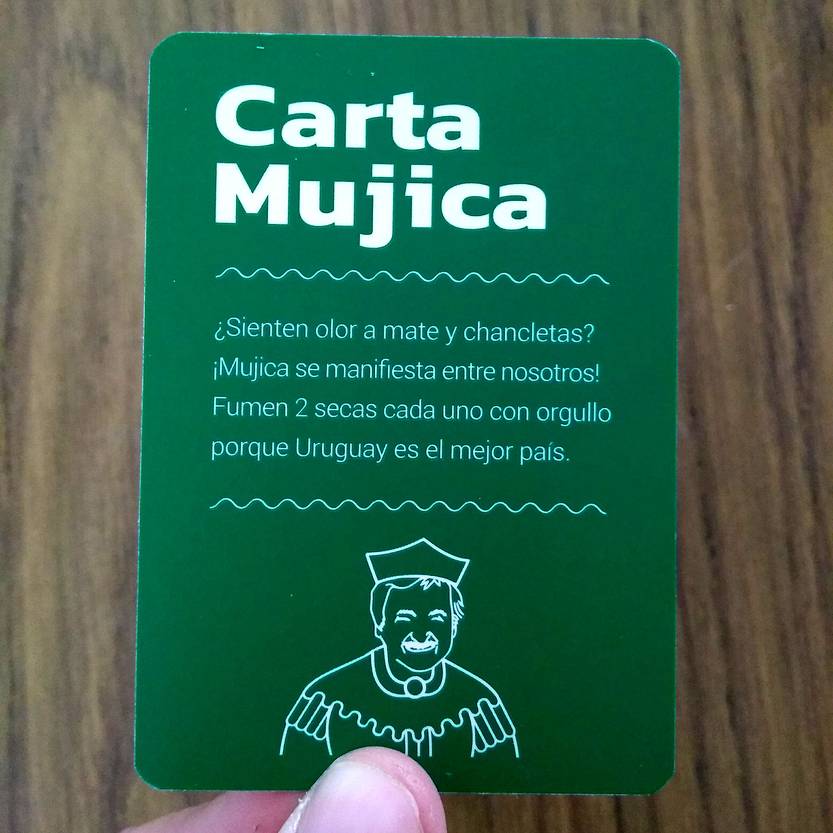 Carta
Mujica
¿Sienten olor a mate y chancletas?
¡Mujica se manifiesta entre nosotros!
Fumen 2 secas cada uno con orgullo
porque Uruguay es el mejor país.